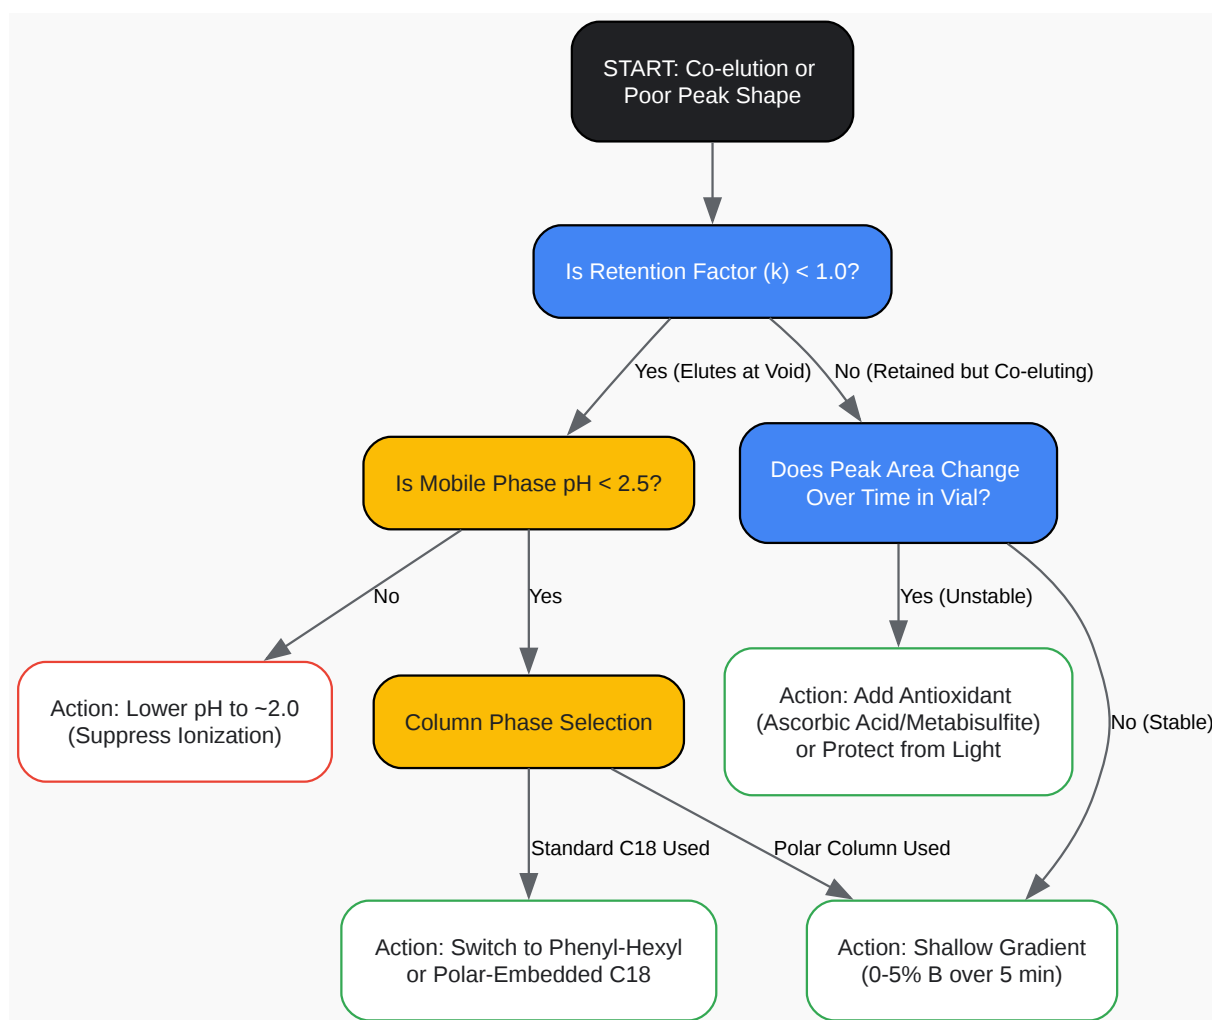 START: Co-elution or
Poor Peak Shape
Is Retention Factor (k) < 1.0?
Yes (Elutes at Void)
No (Retained but Co-eluting)
Is Mobile Phase pH < 2.5?
Does Peak Area Change
Over Time in Vial?
No
Yes
Yes (Unstable)
Action: Lower pH to ~2.0
(Suppress Ionization)
Column Phase Selection
Action: Add Antioxidant
(Ascorbic Acid/Metabisulfite)
or Protect from Light
No (Stable)
Standard C18 Used
Polar Column Used
Action: Switch to Phenyl-Hexyl
or Polar-Embedded C18
Action: Shallow Gradient
(0-5% B over 5 min)